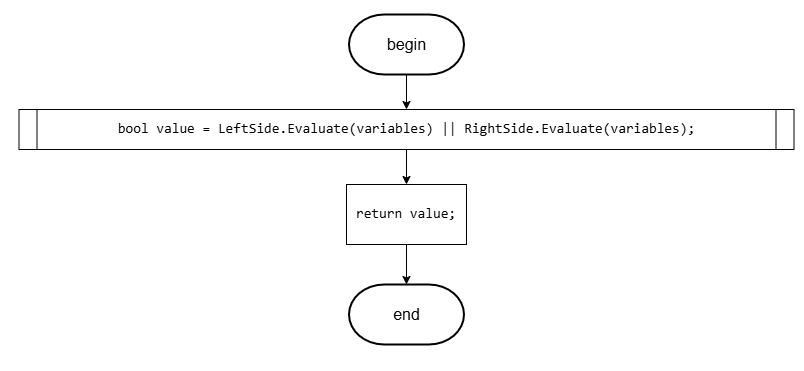 begin
bool value = LeftSide.Evaluate(variables) || RightSide.Evaluate(variables);
return value;
end